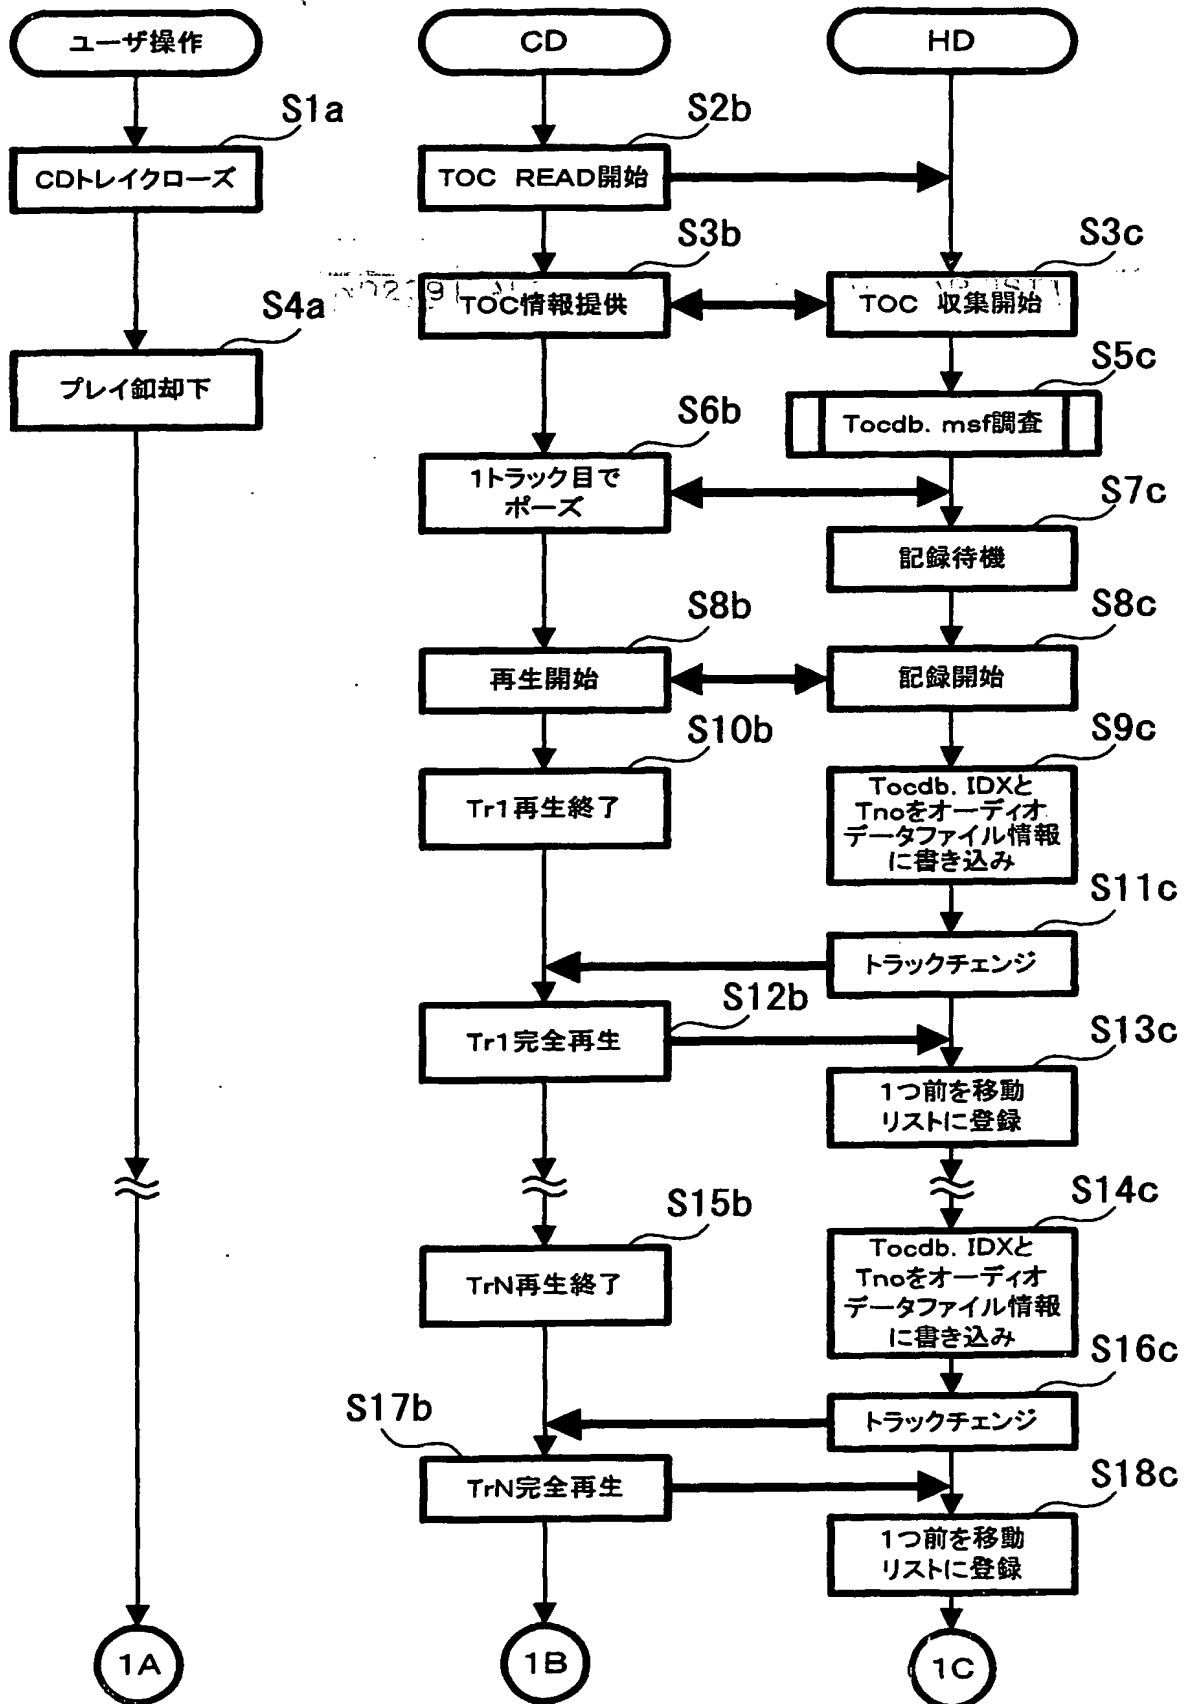 ユーザ操作
CD
HD
S1a
S2b
CDトレイクローズ
TOC READ開始
S3b
S3c
TOC情報提供
TOC 収集開始
S4a
プレイ釦却下
S5c
Tocdb. msf調査
S6b
1トラック目で
ポーズ
S7c
記録待機
S8b
S8c
再生開始
記録開始
S10b
S9c
Tr1再生終了
Tocdb. IDXと
Tnoをオーディオ
データファイル情報
に書き込み
S11c
トラックチェンジ
S12b
Tr1完全再生
S13c
1つ前を移動
リストに登録
S15b
S14c
TrN再生終了
Tocdb. IDXと
Tnoをオーディオ
データファイル情報
に書き込み
S16c
トラックチェンジ
S17b
TrN完全再生
S18c
1つ前を移動
リストに登録
1A
1B
1C